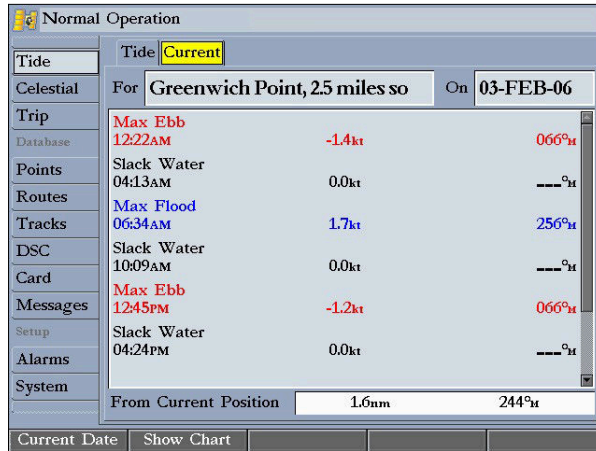 Normal Operation
Tide
Celestial
Trip
Database
Points
Routes
Tracks
DSC
Card
Messages
Setup
Alarms
System
Tide Current
For Greenwich Point, 2.5 miles so On 03-FEB-06
Max Ebb
12:22AM -1.4kt 066°M
Slack Water
04:13AM 0.0kt ___°M
Max Flood
06:34AM 1.7kt 256°M
Slack Water
10:09AM 0.0kt ___°M
Max Ebb
12:45PM -1.2kt 066°M
Slack Water
04:24PM 0.0kt ___°M
From Current Position 1.6nm 244°M
Current Date Show Chart